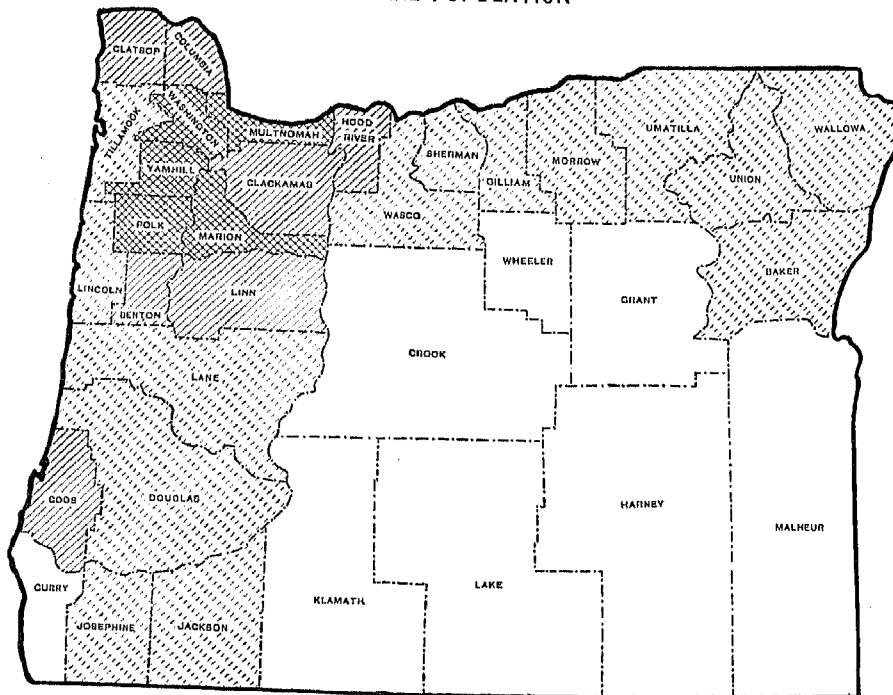 POPULATION
CLATSOP
COLUMBIA
TILLAMOOK
WASHINGTON
MULTNOMAH
HOOD
RIVER
SHERMAN
GILLIAM
MORROW
UMATILLA
UNION
WALLOWA
YAMHILL
CLACKAMAS
WASCO
POLK
MARION
WHEELER
GRANT
BAKER
LINCOLN
BENTON
LINN
CROOK
LANE
COOS
DOUGLAS
HARNEY
MALHEUR
CURRY
JOSEPHINE
JACKSON
KLAMATH
LAKE